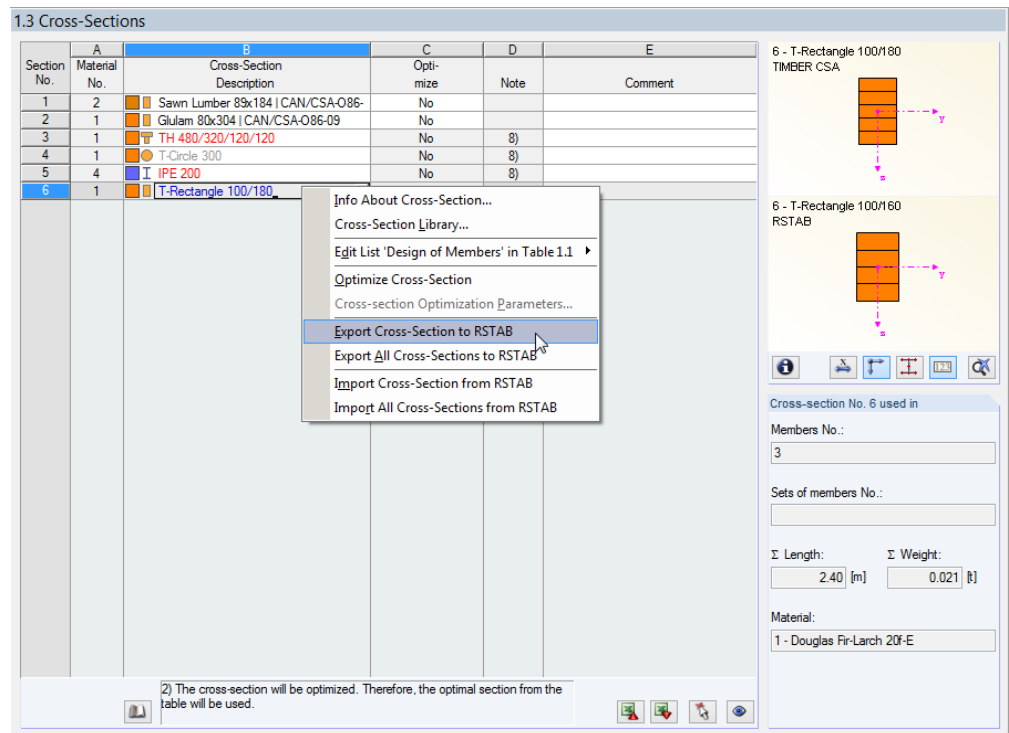 1.3 Cross-Sections
A B C D E
Section Material Cross-Section Opti-
No. No. Description mize Note Comment
1 2 Sawn Lumber 89x184 | CAN/CSA-O86- No
2 1 Glulam 80x304 | CAN/CSA-O86-09 No
3 1 TH 480/320/120/120 No 8)
4 1 T-Circle 300 No 8)
5 4 IPE 200 No 8)
6 1 T-Rectangle 100/180
Info About Cross-Section...
Cross-Section Library...
Edit List 'Design of Members' in Table 1.1
Optimize Cross-Section
Cross-section Optimization Parameters...
Export Cross-Section to RSTAB
Export All Cross-Sections to RSTAB
Import Cross-Section from RSTAB
Import All Cross-Sections from RSTAB
2) The cross-section will be optimized. Therefore, the optimal section from the
table will be used.
6 - T-Rectangle 100/180
TIMBER CSA
y
s
6 - T-Rectangle 100/160
RSTAB
y
s
x
123
Cross-section No. 6 used in
Members No.:
3
Sets of members No.:
Σ Length: Σ Weight:
2.40 [m] 0.021 [t]
Material:
1 - Douglas Fir-Larch 20f-E